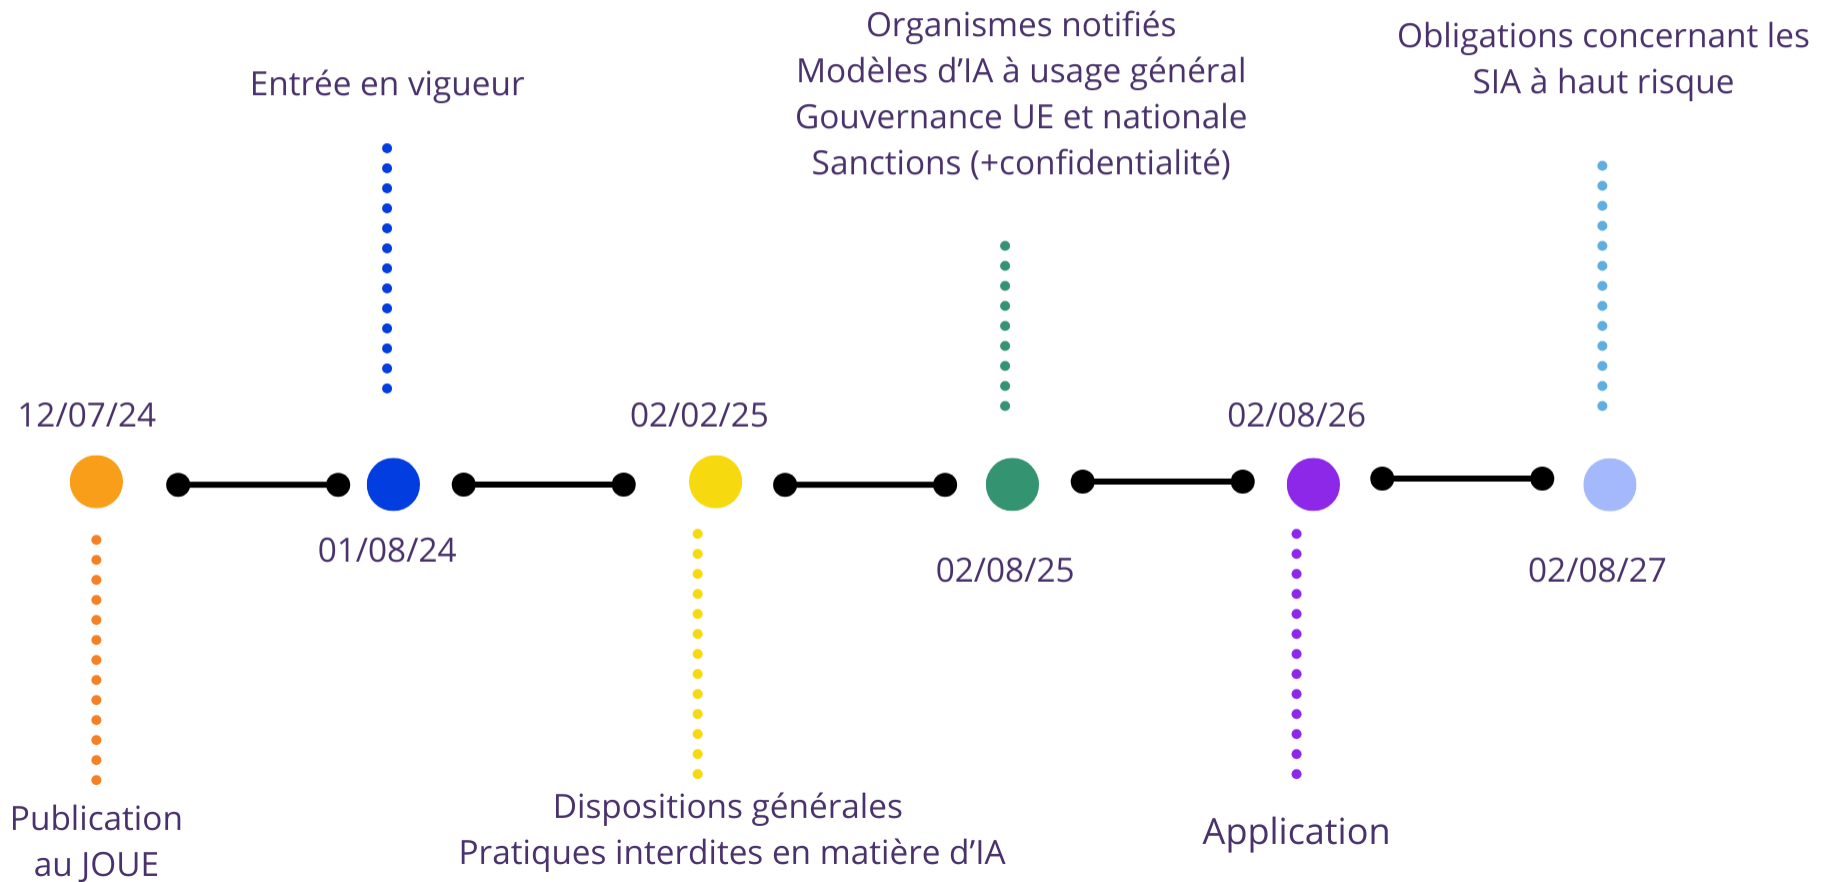 Organismes notifiés
Modèles d’IA à usage général
Gouvernance UE et nationale
Sanctions (+confidentialité)
Obligations concernant les
SIA à haut risque
Entrée en vigueur
12/07/24
02/02/25
02/08/26
01/08/24
02/08/25
02/08/27
Publication
au JOUE
Dispositions générales
Pratiques interdites en matière d’IA
Application